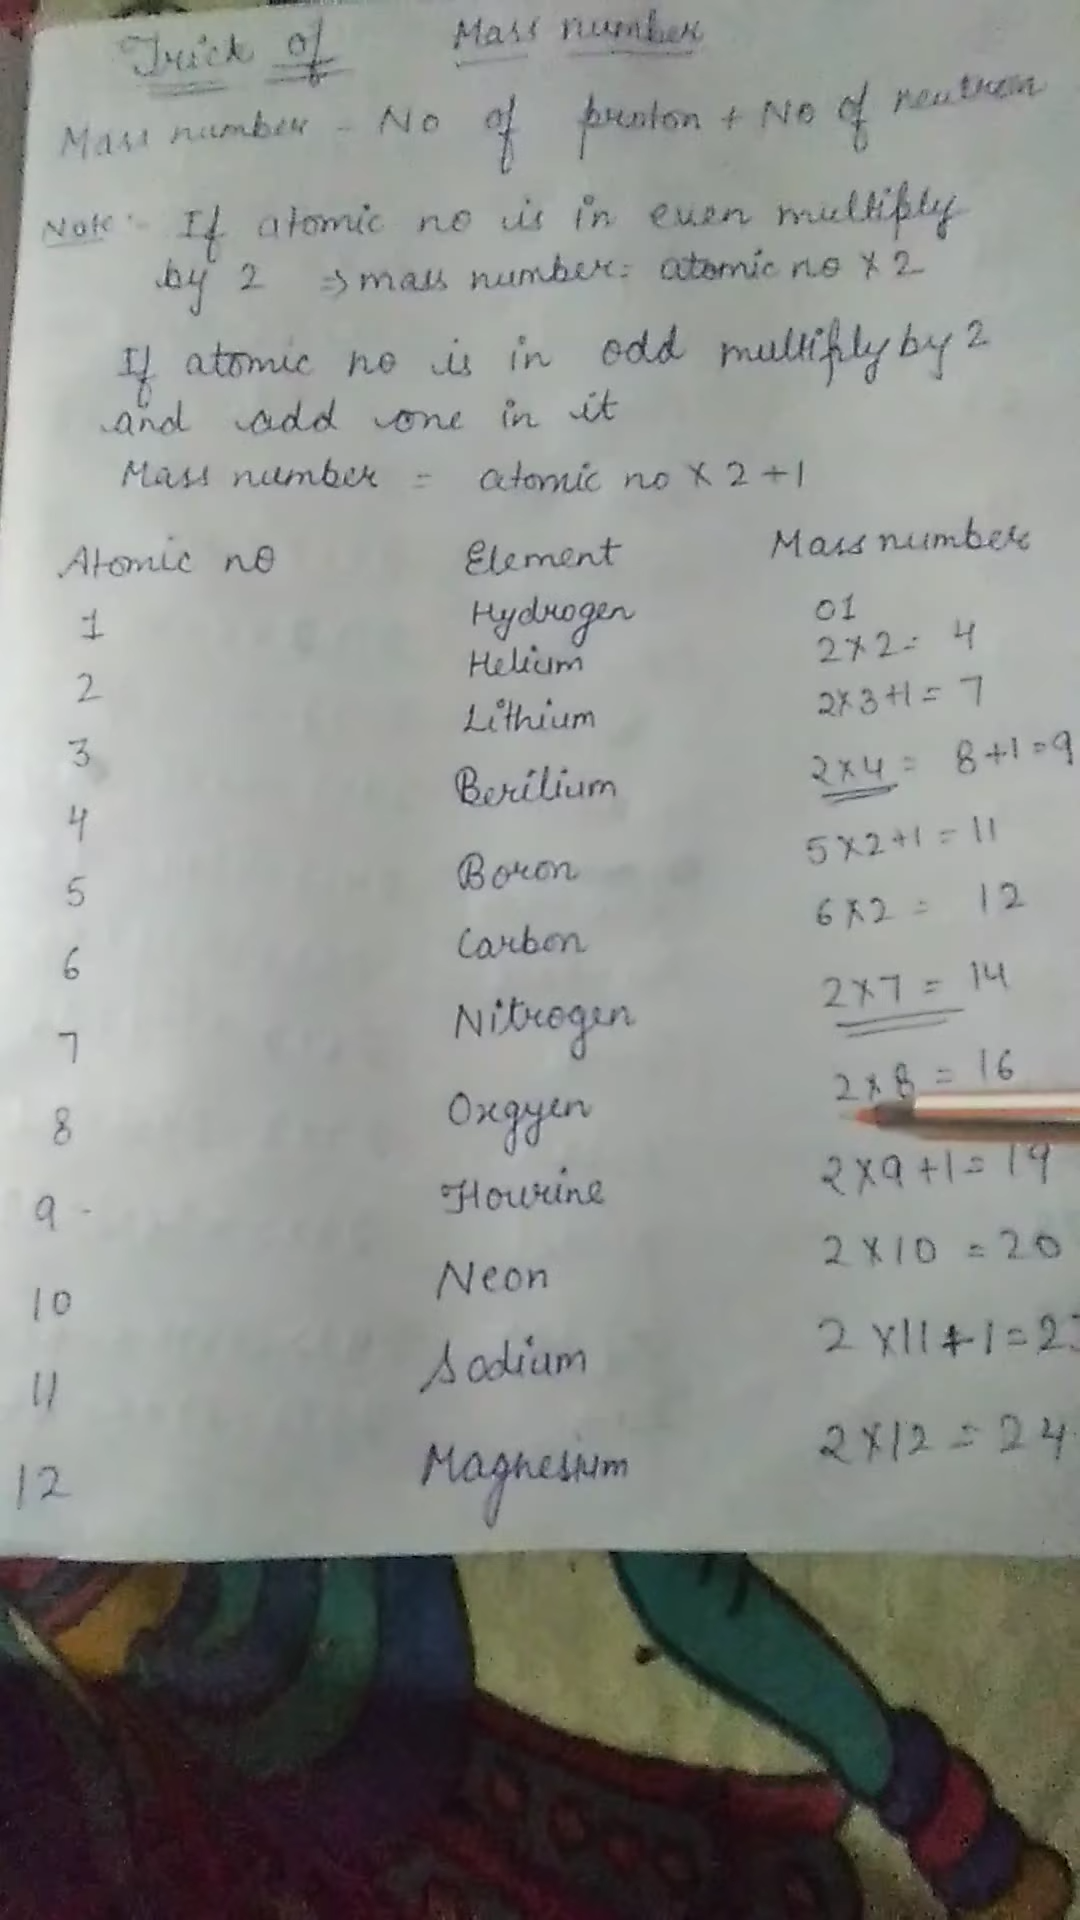 Trick of Mass number
Mass number - No of proton + No of neutron
Note :- If atomic no is in even multiply
by 2 ⇒ mass number = atomic no × 2
If atomic no is in odd multiply by 2
and add one in it
Mass number = atomic no × 2 + 1
Atomic no Element Mass number
1 Hydrogen 01
2 Helium 2×2 = 4
3 Lithium 2×3+1 = 7
4 Berilium 2×4 = 8+1=9
5 Boron 5×2+1 = 11
6 Carbon 6×2 = 12
7 Nitrogen 2×7 = 14
8 Oxgyen 2×8 = 16
9 - Flourine 2×9+1= 19
10 Neon 2×10 = 20
11 Sodium 2×11+1=23
12 Magnesium 2×12 = 24